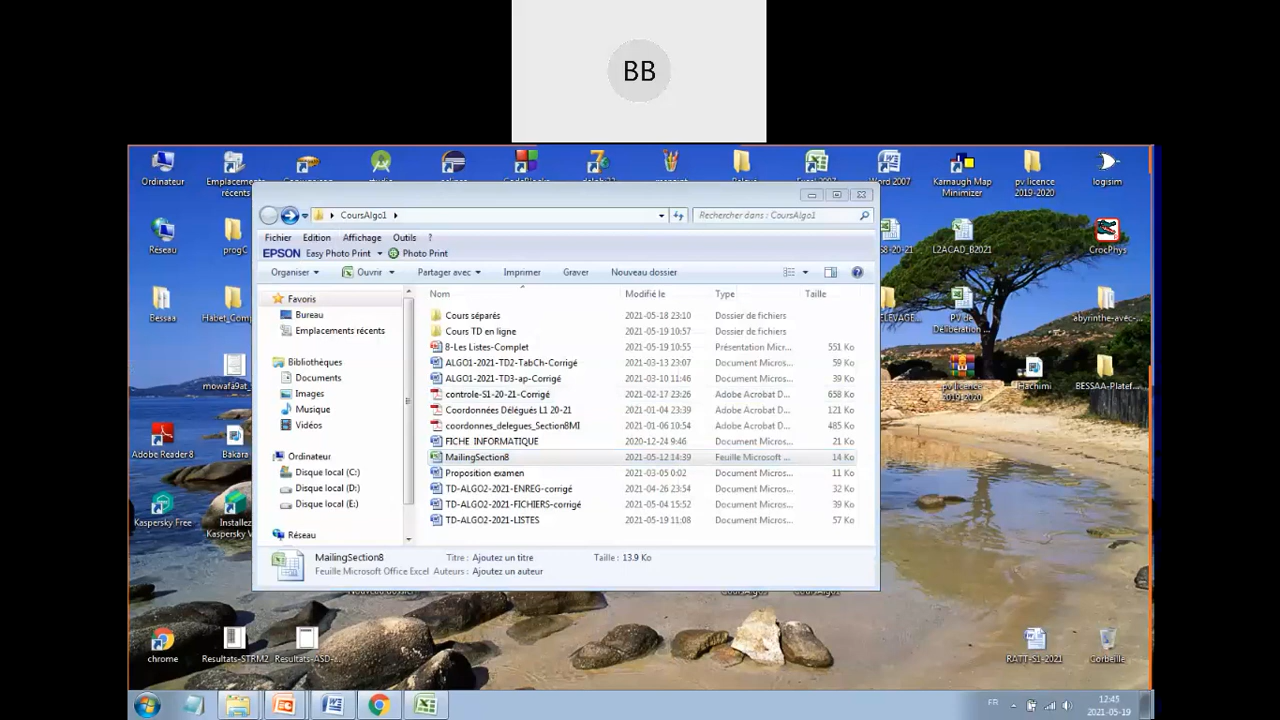 BB
Ordinateur
Emplacements
récents
Excel 2007
Word 2007
Karnaugh Map
Minimizer
pv licence
2019-2020
logisim
CoursAlgo1
Rechercher dans : CoursAlgo1
Fichier Edition Affichage Outils ?
EPSON Easy Photo Print Photo Print
Organiser Ouvrir Partager avec Imprimer Graver Nouveau dossier
Réseau
progC
L2ACAD_B2021
CrocPhys
Nom Modifié le Type Taille
Favoris
Bureau
Emplacements récents
Bibliothèques
Documents
Images
Musique
Vidéos
Ordinateur
Disque local (C:)
Disque local (D:)
Disque local (E:)
Réseau
Cours séparés 2021-05-18 23:10 Dossier de fichiers
Cours TD en ligne 2021-05-19 10:57 Dossier de fichiers
8-Les Listes-Complet 2021-05-19 10:55 Présentation Micr... 551 Ko
ALGO1-2021-TD2-TabCh-Corrigé 2021-03-13 23:07 Document Micros... 59 Ko
ALGO1-2021-TD3-ap-Corrigé 2021-03-10 11:46 Document Micros... 39 Ko
controle-S1-20-21-Corrigé 2021-02-17 23:26 Adobe Acrobat D... 658 Ko
Coordonnées Délégués L1 20-21 2021-01-04 23:39 Adobe Acrobat D... 121 Ko
coordonnes_delegues_Section8MI 2021-01-06 10:54 Adobe Acrobat D... 485 Ko
FICHE INFORMATIQUE 2020-12-24 9:46 Document Micros... 21 Ko
MailingSection8 2021-05-12 14:39 Feuille Microsoft ... 14 Ko
Proposition examen 2021-03-05 0:02 Document Micros... 11 Ko
TD-ALGO2-2021-ENREG-corrigé 2021-04-26 23:54 Document Micros... 32 Ko
TD-ALGO2-2021-FICHIERS-corrigé 2021-05-04 15:52 Document Micros... 34 Ko
TD-ALGO2-2021-LISTES 2021-05-19 11:08 Document Micros... 57 Ko
MailingSection8 Titre : Ajoutez un titre Taille : 13.9 Ko
Feuille Microsoft Office Excel Auteurs : Ajoutez un auteur
Bessaa
Habet_Comp
PV de
Déliberation
abyrinthe-avec-...
mowafa9at_
pv licence
2019-2020
Hachimi
BESSAA-Platef...
Adobe Reader 8
Bakara
Kaspersky Free
Installez
Kaspersky
chrome
Resultats-STRM2
Resultats-ASD-...
RATT-S1-2021
Corbeille
FR
12:45
2021-05-19